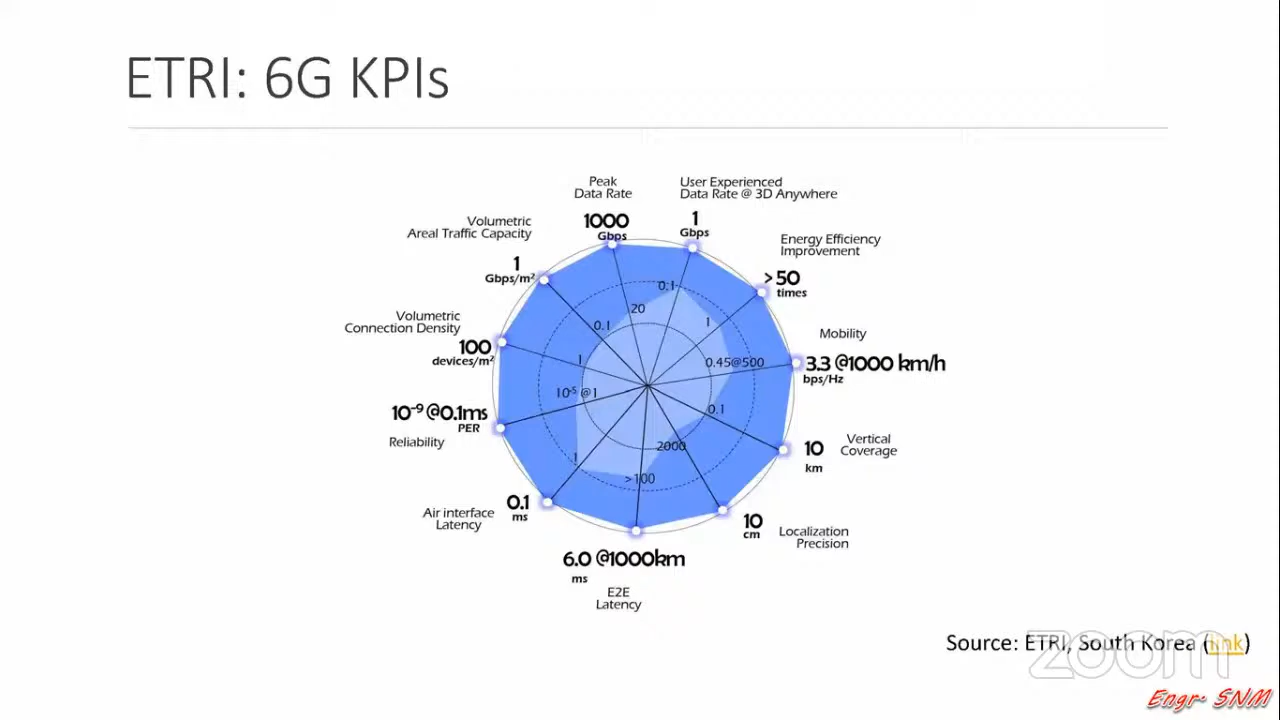 ETRI: 6G KPIs
Peak
Data Rate
1000
Gbps
User Experienced
Data Rate @ 3D Anywhere
1
Gbps
Volumetric
Areal Traffic Capacity
1
Gbps/m²
Energy Efficiency
Improvement
>50
times
Volumetric
Connection Density
100
devices/m²
Mobility
3.3 @1000 km/h
bps/Hz
10⁻⁹ @0.1ms
PER
Reliability
10
km
Vertical
Coverage
0.1
ms
Air interface
Latency
10
cm
Localization
Precision
6.0 @1000km
ms
E2E
Latency
0.1
20
0.1
1
1
0.45@500
10⁻⁵ @1
0.1
2000
1
>100
Source: ETRI, South Korea (link)
zoom
Engr. SNM